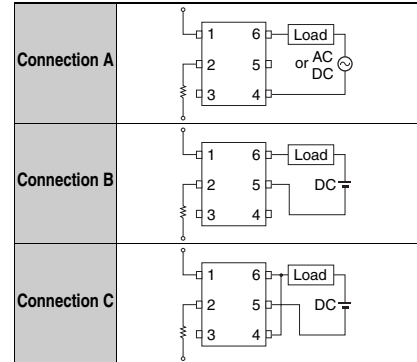 Connection A
1 6 Load
2 5 or AC
DC
3 4
Connection B
1 6 Load
2 5 DC
3 4
Connection C
1 6 Load
2 5 DC
3 4